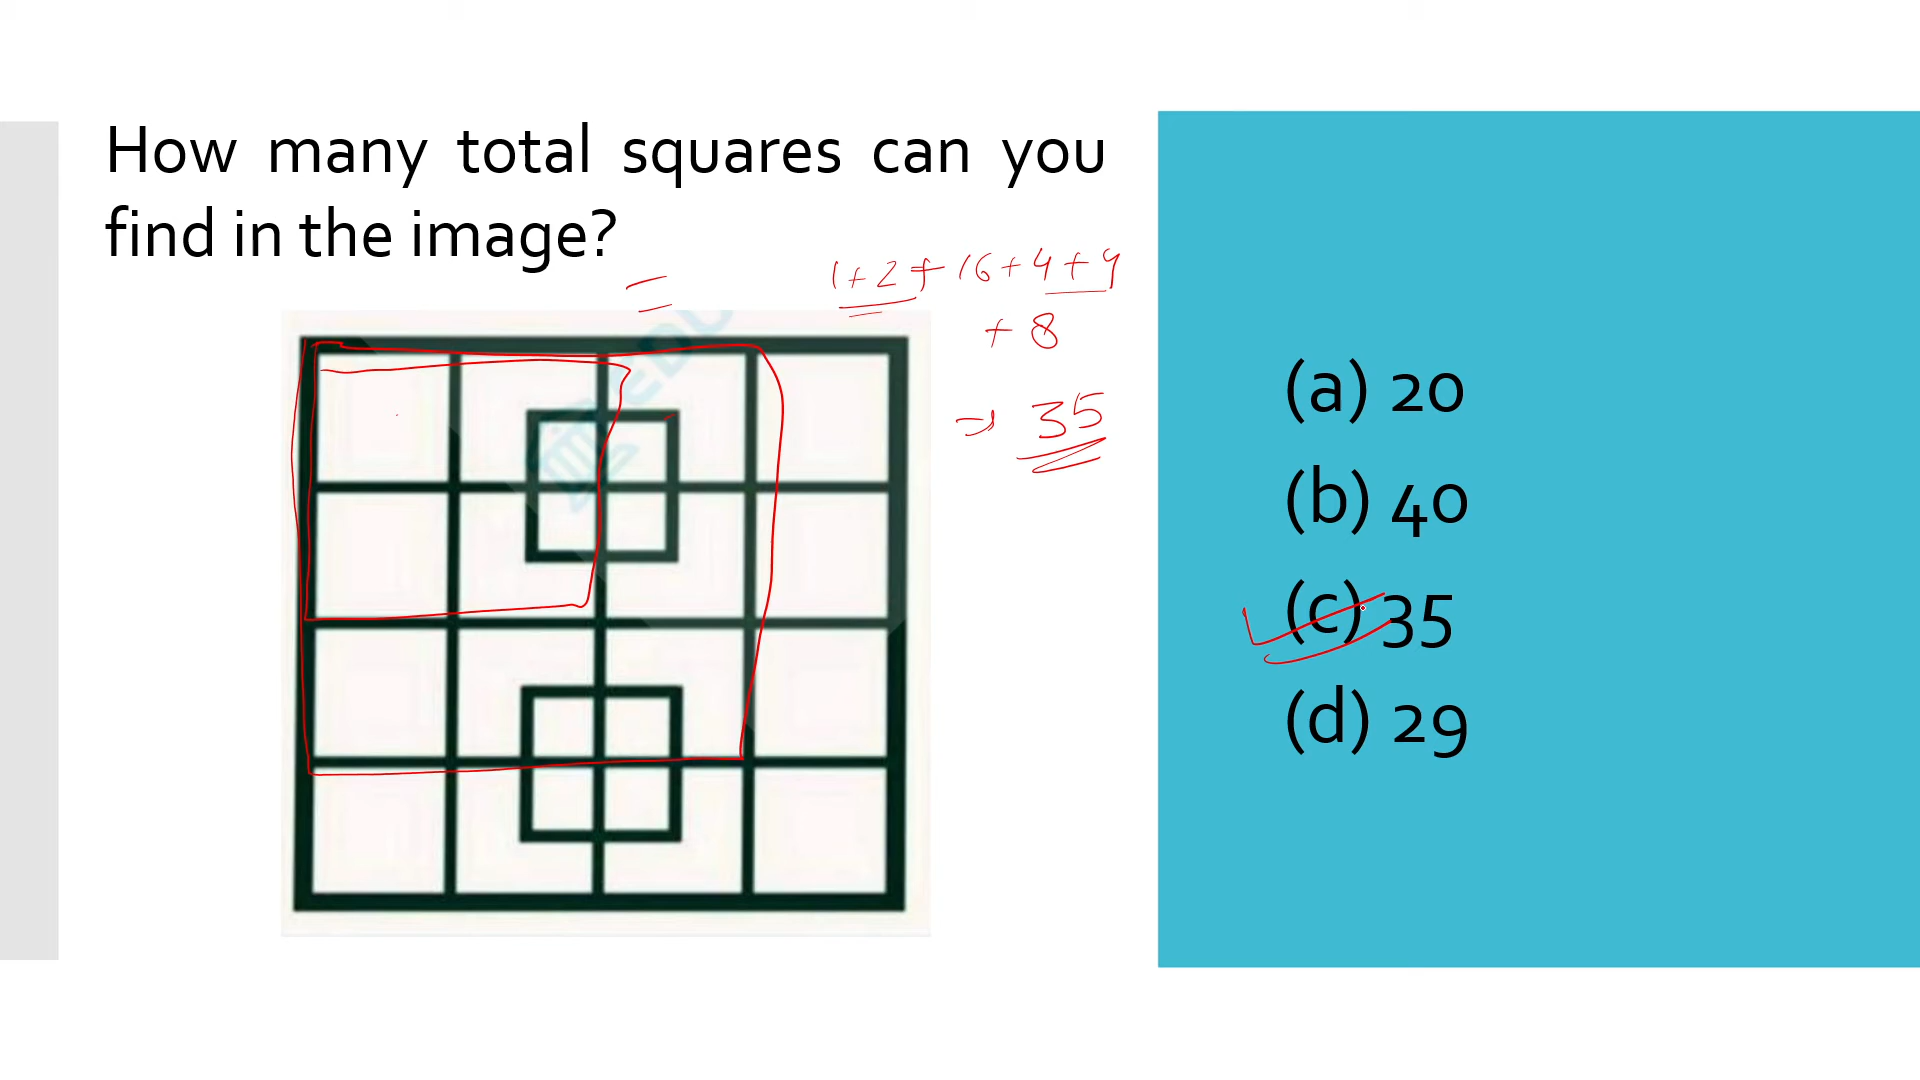 How many total squares can you
find in the image?
=
1+2+16+4+4
+ 8
⇒ 35
(a) 20
(b) 40
(c) 35
(d) 29